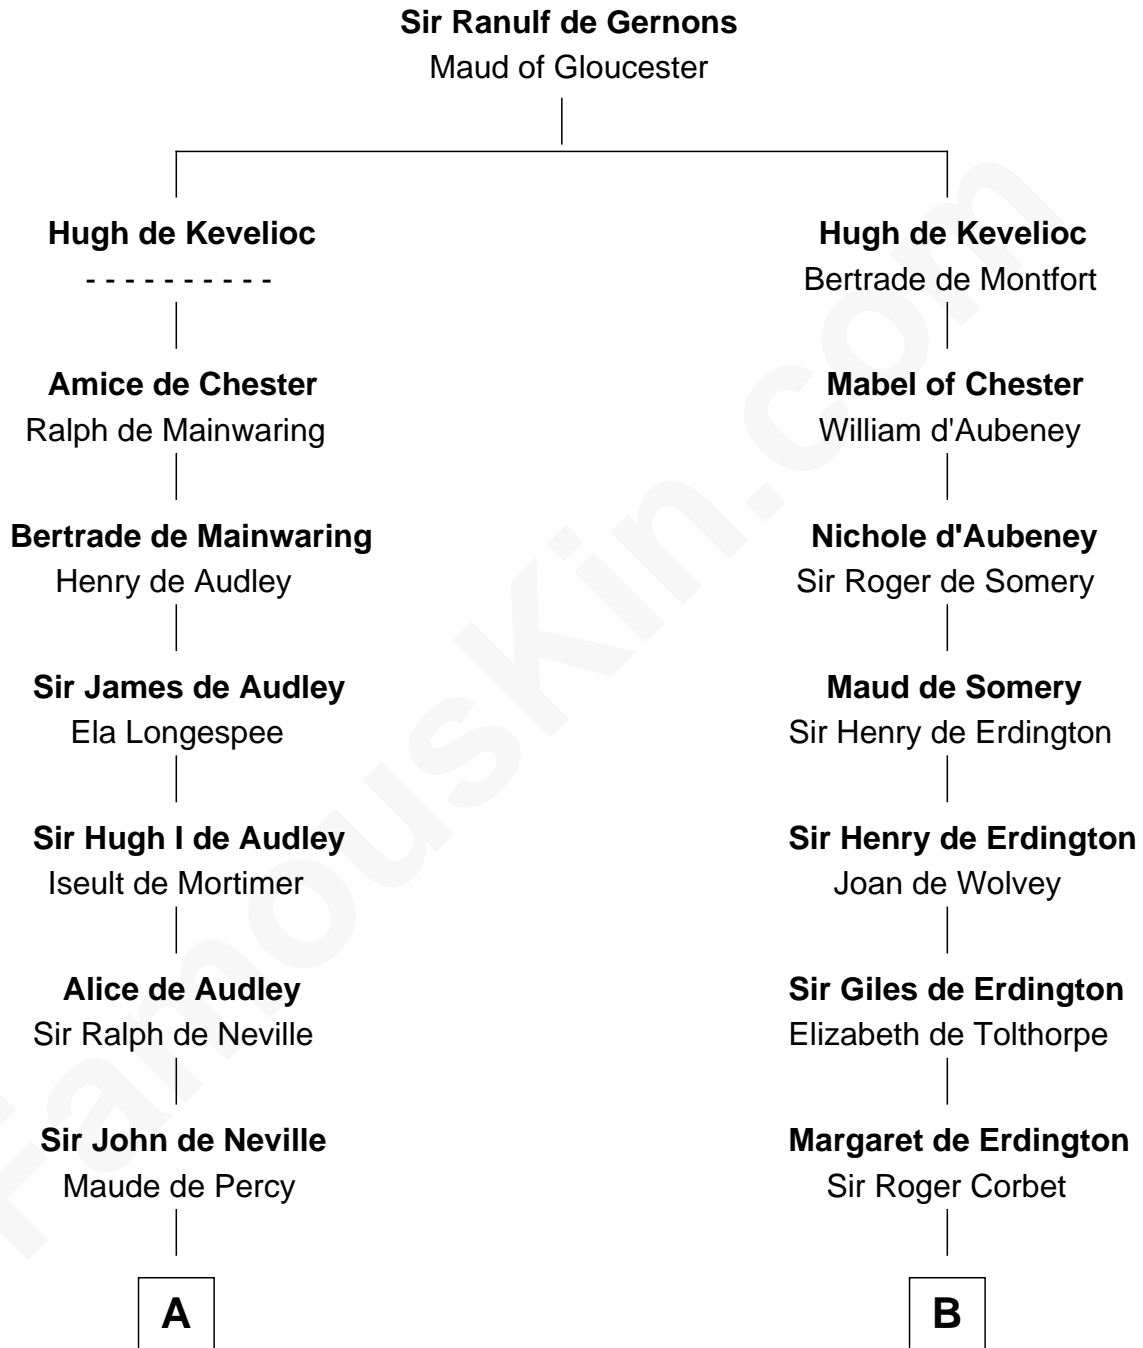 Sir Ranulf de Gernons
Maud of Gloucester
Hugh de Kevelioc
- - - - - - - - - -
Amice de Chester
Ralph de Mainwaring
Bertrade de Mainwaring
Henry de Audley
Sir James de Audley
Ela Longespee
Sir Hugh I de Audley
Iseult de Mortimer
Alice de Audley
Sir Ralph de Neville
Sir John de Neville
Maude de Percy
A
Hugh de Kevelioc
Bertrade de Montfort
Mabel of Chester
William d'Aubeney
Nichole d'Aubeney
Sir Roger de Somery
Maud de Somery
Sir Henry de Erdington
Sir Henry de Erdington
Joan de Wolvey
Sir Giles de Erdington
Elizabeth de Tolthorpe
Margaret de Erdington
Sir Roger Corbet
B
FamousKin.com